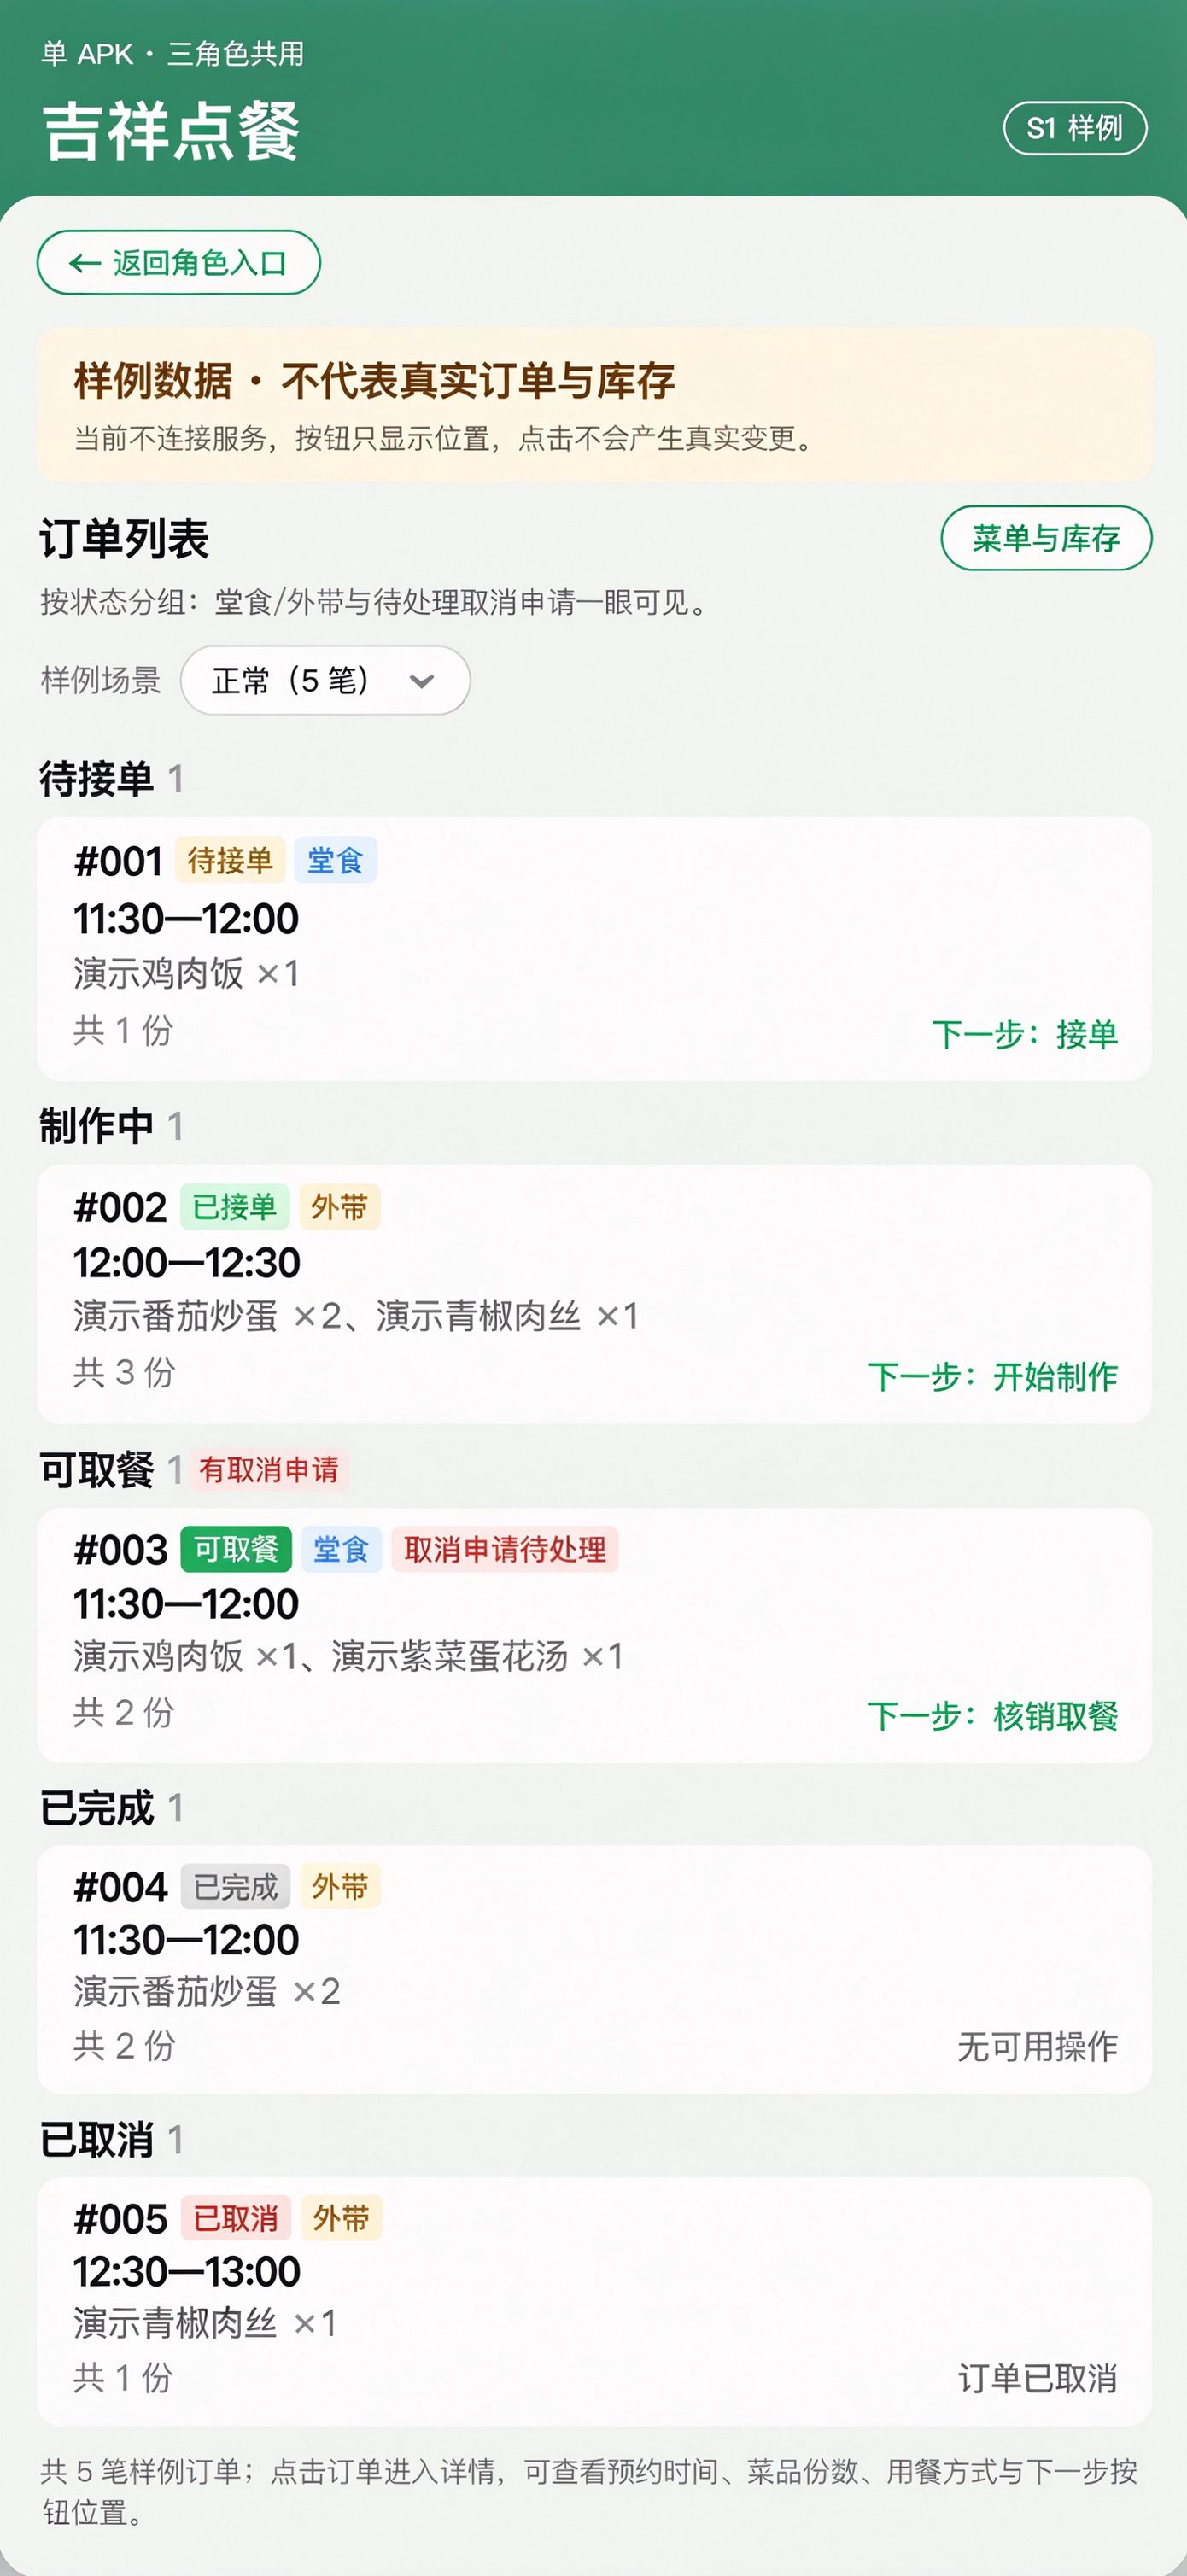 单 APK · 三角色共用
吉祥点餐
S1 样例
← 返回角色入口
样例数据 · 不代表真实订单与库存
当前不连接服务，按钮只显示位置，点击不会产生真实变更。
订单列表
菜单与库存
按状态分组：堂食/外带与待处理取消申请一眼可见。
样例场景 正常（5 笔）
待接单 1
#001 待接单 堂食
11:30—12:00
演示鸡肉饭 ×1
共 1 份
下一步：接单
制作中 1
#002 已接单 外带
12:00—12:30
演示番茄炒蛋 ×2、演示青椒肉丝 ×1
共 3 份
下一步：开始制作
可取餐 1 有取消申请
#003 可取餐 堂食 取消申请待处理
11:30—12:00
演示鸡肉饭 ×1、演示紫菜蛋花汤 ×1
共 2 份
下一步：核销取餐
已完成 1
#004 已完成 外带
11:30—12:00
演示番茄炒蛋 ×2
共 2 份
无可用操作
已取消 1
#005 已取消 外带
12:30—13:00
演示青椒肉丝 ×1
共 1 份
订单已取消
共 5 笔样例订单；点击订单进入详情，可查看预约时间、菜品份数、用餐方式与下一步按
钮位置。